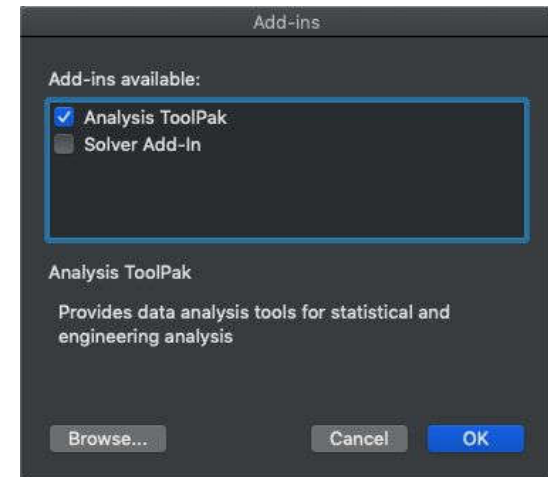 Add-ins
Add-ins available:
Analysis ToolPak
Solver Add-In
Analysis ToolPak
Provides data analysis tools for statistical and
engineering analysis
Browse...
Cancel
OK